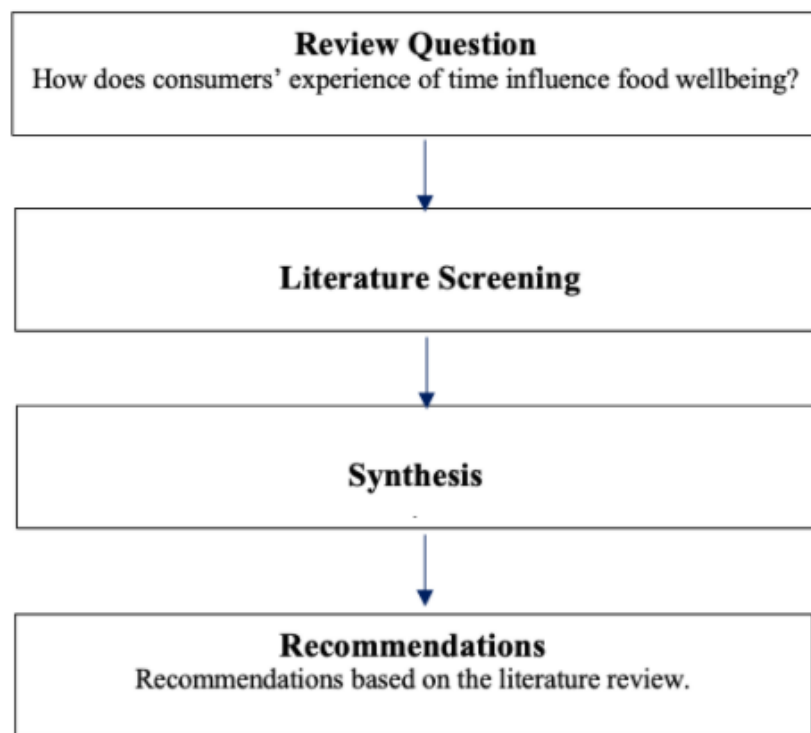 Review Question
How does consumers’ experience of time influence food wellbeing?
Literature Screening
Synthesis
Recommendations
Recommendations based on the literature review.